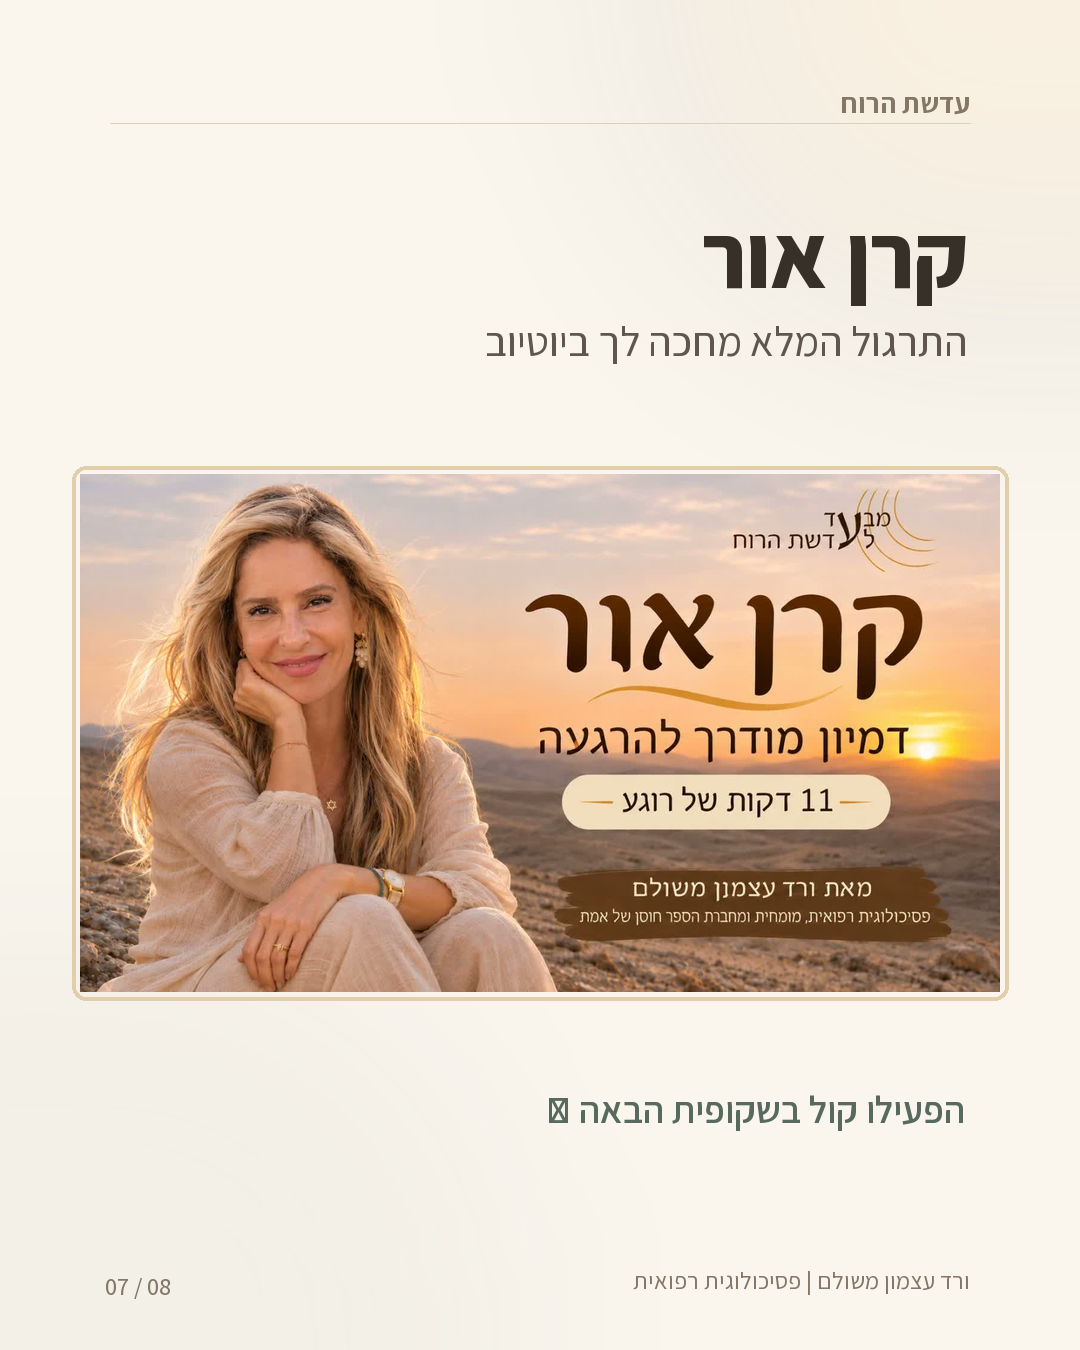 עדשת הרוח
קרן אור
התרגול המלא מחכה לך ביוטיוב
מבעד
לעדשת הרוח
קרן אור
דמיון מודרך להרגעה
11 דקות של רוגע
מאת ורד עצמנן משולם
פסיכולוגית רפואית, מומחית ומחברת הספר חוסן של אמת
הפעילו קול בשקופית הבאה
ורד עצמון משולם | פסיכולוגית רפואית
07 / 08